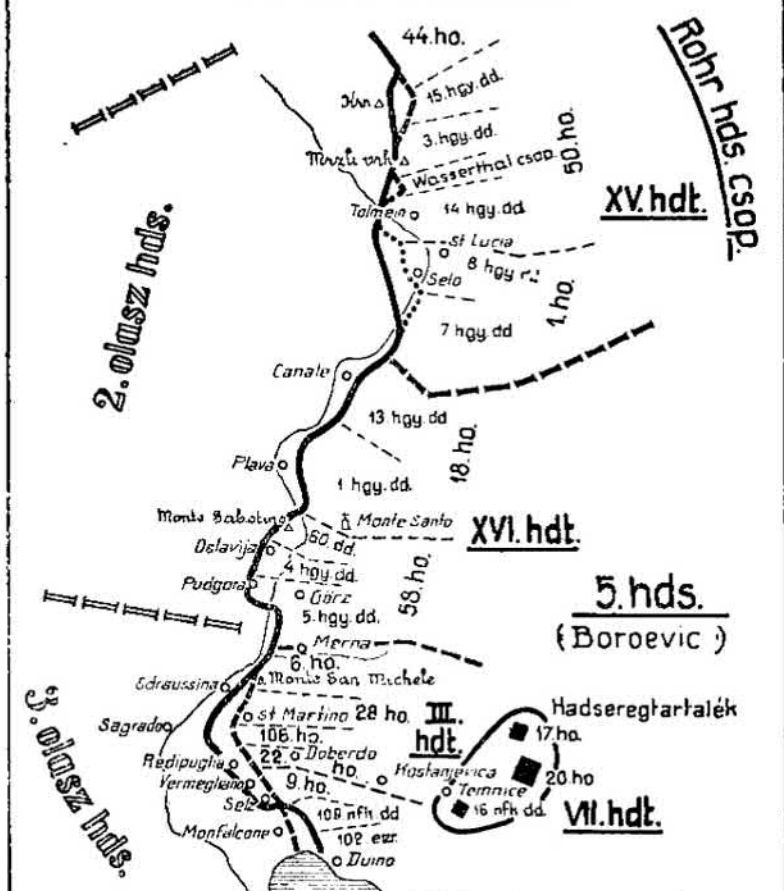 44. ho.
Rohr hds. csop.
15. hgy. dd.
Krn
3. hgy. dd.
50. ho.
Mrzli vrh
Wasserthal csop.
XV. hdt.
Tolmein
14 hgy. dd
2. olasz hds.
St Lucia
8 hgy
Selo
1. ho.
7 hgy. dd
Canale
13. hgy. dd
18. ho.
Plava
1 hgy. dd.
Monte Sabotino
Monte Santo
XVI. hdt.
60. dd.
Oslavija
4 hgy. dd.
58. ho.
Podgora
Görz
5. hgy. dd.
5. hds.
(Boroevic)
Merna
6. ho.
Monte San Michele
Sdraussina
3. olasz hds.
St Martino
28 ho.
III. hdt.
Hadseregtartalék
17. ho.
Sagrado
106. ho.
22. ho.
Doberdo
Redipuglia
Kostanjevica
20. ho
Vermegliano
9. ho.
Temnice
16 nfk. dd.
VII. hdt.
Selz
109 nfk. dd
Monfalcone
102. ezr.
Duino